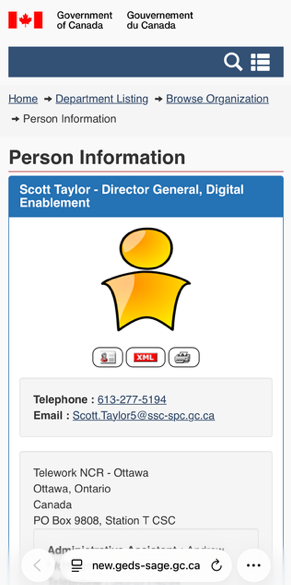 Government of Canada
Gouvernement du Canada
Home ➔ Department Listing ➔ Browse Organization
➔ Person Information
Person Information
Scott Taylor - Director General, Digital
Enablement
XML
Telephone : 613-277-5194
Email : Scott.Taylor5@ssc-spc.gc.ca
Telework NCR - Ottawa
Ottawa, Ontario
Canada
PO Box 9808, Station T CSC
Administrative Assistant : Andrew
new.geds-sage.gc.ca